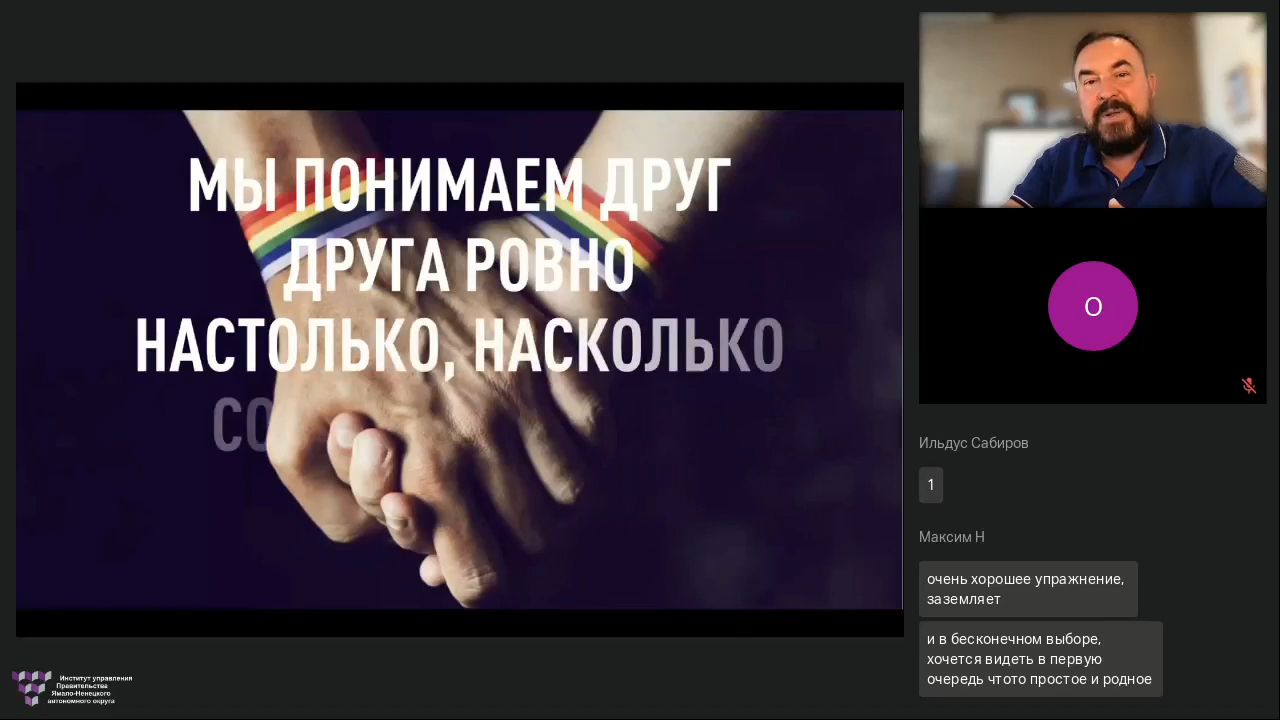 МЫ ПОНИМАЕМ ДРУГ
ДРУГА РОВНО
НАСТОЛЬКО, НАСКОЛЬКО
СО
О
Ильдус Сабиров
1
Максим Н
очень хорошее упражнение,
заземляет
и в бесконечном выборе,
хочется видеть в первую
очередь чтото простое и родное
Институт управления
Правительства
Ямало-Ненецкого
автономного округа